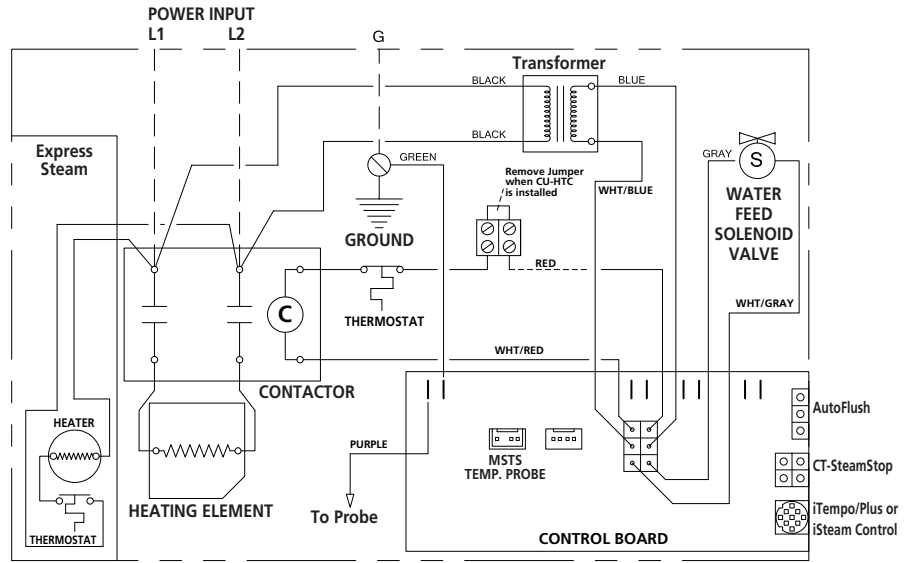 POWER INPUT
L1
L2
G
Transformer
BLACK
BLUE
BLACK
Express
Steam
GREEN
Remove Jumper
when CU-HTC
is installed
WHT/BLUE
GRAY
S
WATER
FEED
SOLENOID
VALVE
GROUND
RED
C
THERMOSTAT
WHT/GRAY
WHT/RED
CONTACTOR
HEATER
PURPLE
MSTS
TEMP. PROBE
AutoFlush
CT-SteamStop
HEATING ELEMENT
To Probe
iTempo/Plus or
iSteam Control
THERMOSTAT
CONTROL BOARD